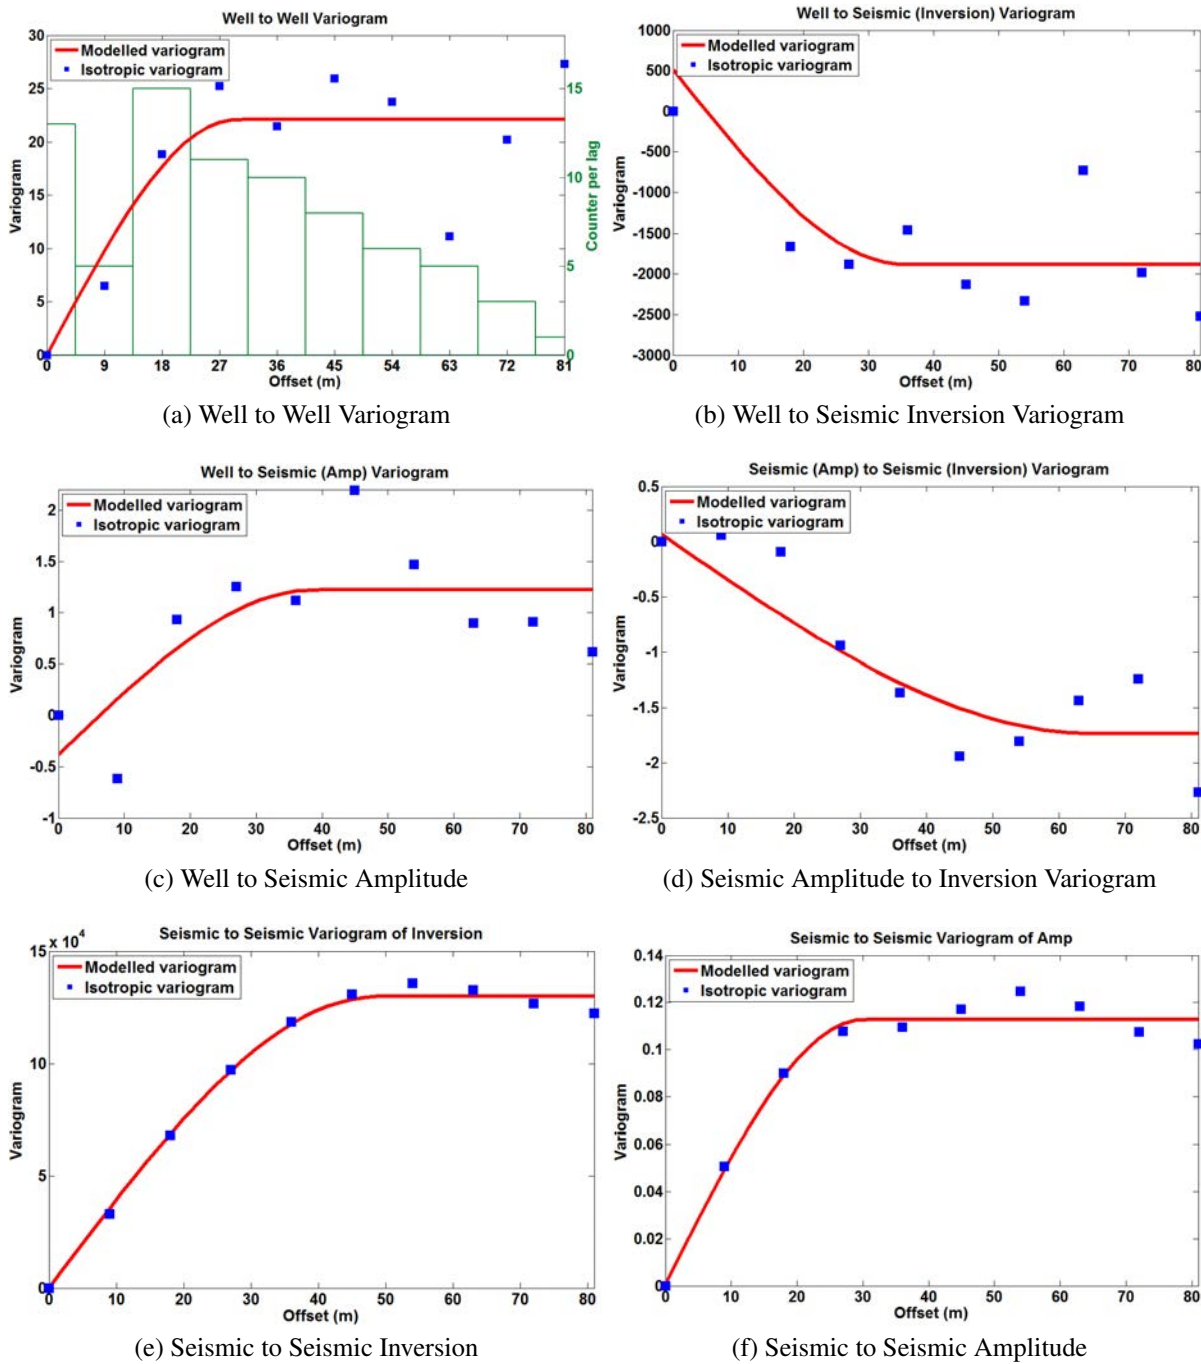 Well to Well Variogram
30
25
20
15
10
5
0
Variogram
Modelled variogram
Isotropic variogram
15
10
5
0
Counter per lag
0 9 18 27 36 45 54 63 72 81
Offset (m)
(a) Well to Well Variogram
Well to Seismic (Inversion) Variogram
1000
500
0
-500
-1000
-1500
-2000
-2500
-3000
Variogram
Modelled variogram
Isotropic variogram
0 10 20 30 40 50 60 70 80
Offset (m)
(b) Well to Seismic Inversion Variogram
Well to Seismic (Amp) Variogram
2
1.5
1
0.5
0
-0.5
-1
Variogram
Modelled variogram
Isotropic variogram
0 10 20 30 40 50 60 70 80
Offset (m)
(c) Well to Seismic Amplitude
Seismic (Amp) to Seismic (Inversion) Variogram
0.5
0
-0.5
-1
-1.5
-2
-2.5
Variogram
Modelled variogram
Isotropic variogram
0 10 20 30 40 50 60 70 80
Offset (m)
(d) Seismic Amplitude to Inversion Variogram
Seismic to Seismic Variogram of Inversion
x 10^4
15
10
5
0
Variogram
Modelled variogram
Isotropic variogram
0 10 20 30 40 50 60 70 80
Offset (m)
(e) Seismic to Seismic Inversion
Seismic to Seismic Variogram of Amp
0.14
0.12
0.1
0.08
0.06
0.04
0.02
0
Variogram
Modelled variogram
Isotropic variogram
0 10 20 30 40 50 60 70 80
Offset (m)
(f) Seismic to Seismic Amplitude